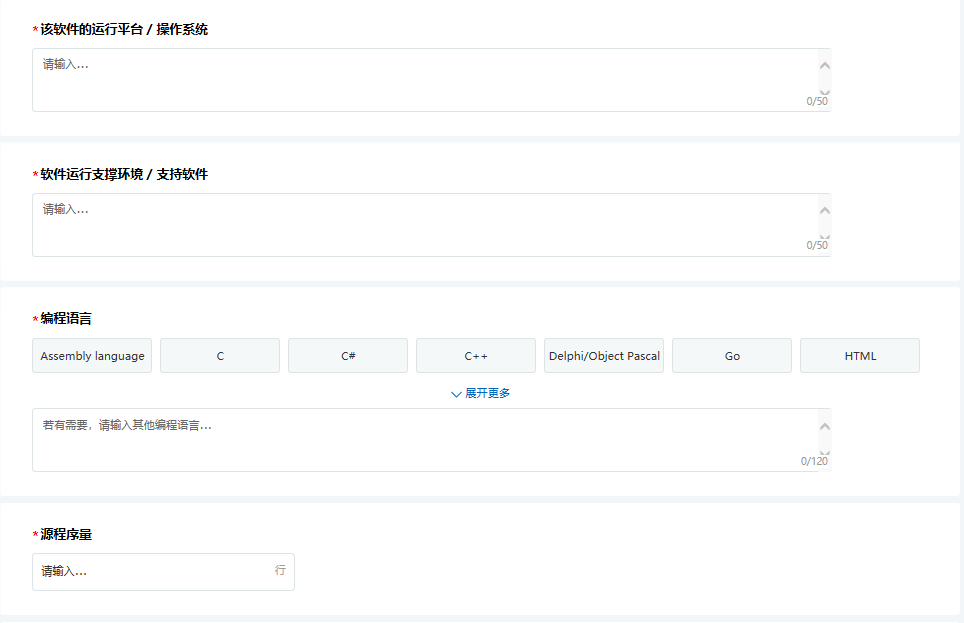 *该软件的运行平台 / 操作系统
请输入...
0/50
*软件运行支撑环境 / 支持软件
请输入...
0/50
*编程语言
Assembly language C C# C++ Delphi/Object Pascal Go HTML
展开更多
若有需要，请输入其他编程语言...
0/120
*源程序量
请输入... 行